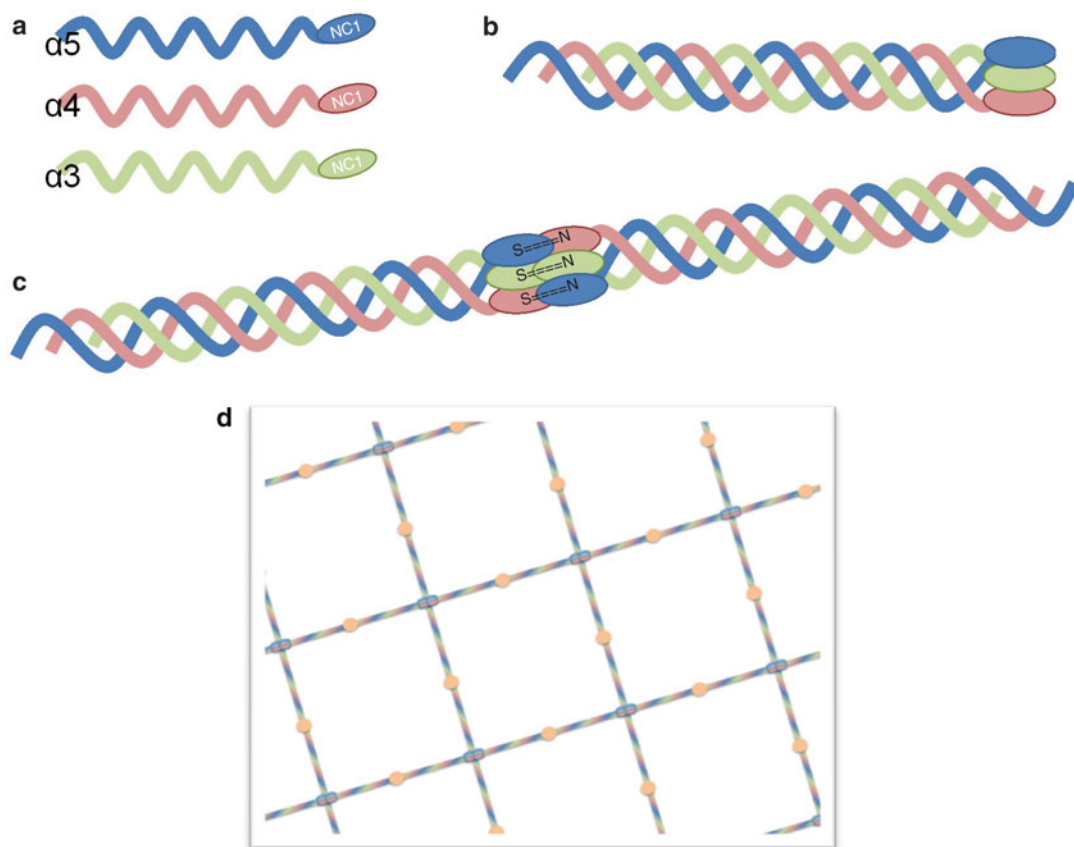 a
α5 NC1
α4 NC1
α3 NC1
b
c
S====N
S====N
S====N
d